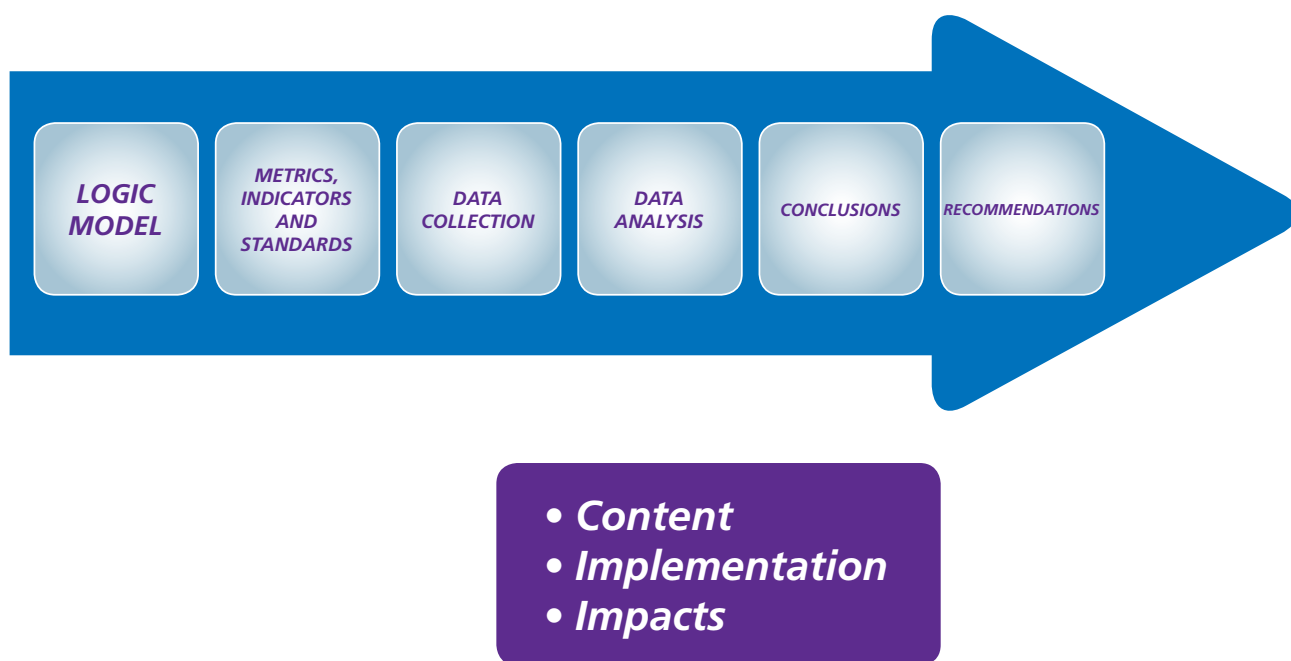 LOGIC
MODEL
METRICS,
INDICATORS
AND
STANDARDS
DATA
COLLECTION
DATA
ANALYSIS
CONCLUSIONS
RECOMMENDATIONS
• Content
• Implementation
• Impacts